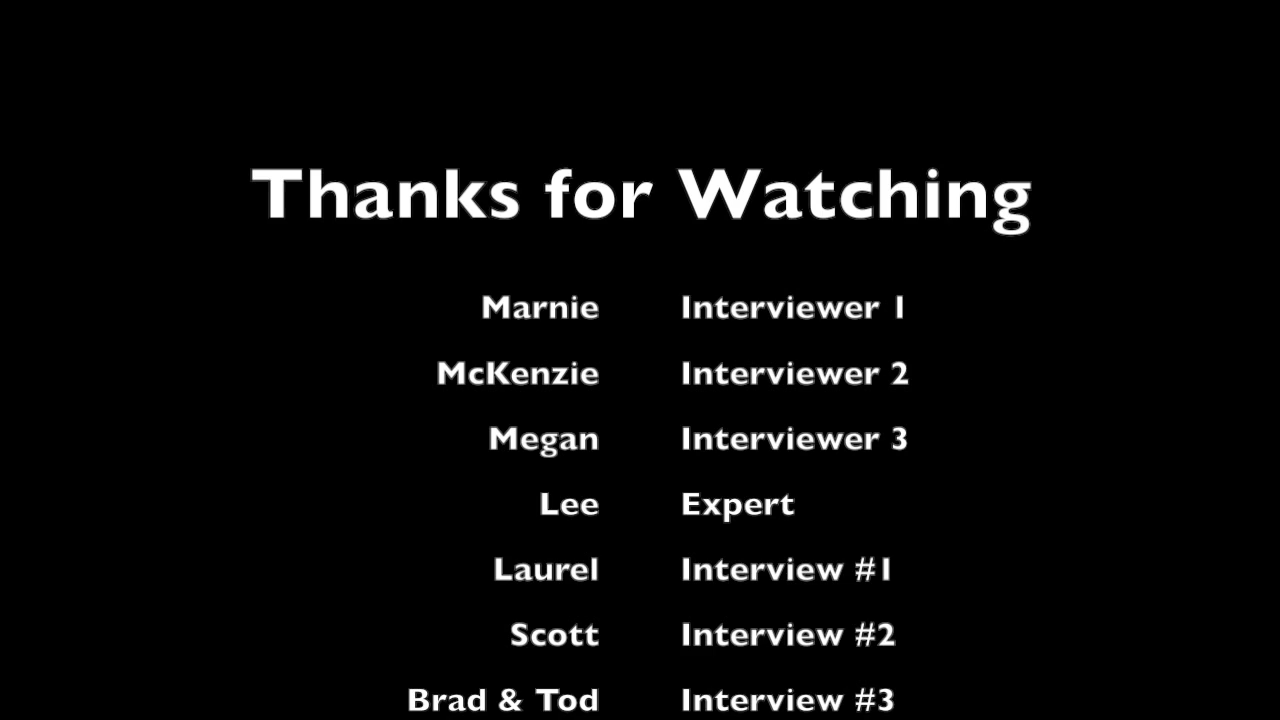 Thanks for Watching
Marnie Interviewer 1
McKenzie Interviewer 2
Megan Interviewer 3
Lee Expert
Laurel Interview #1
Scott Interview #2
Brad & Tod Interview #3